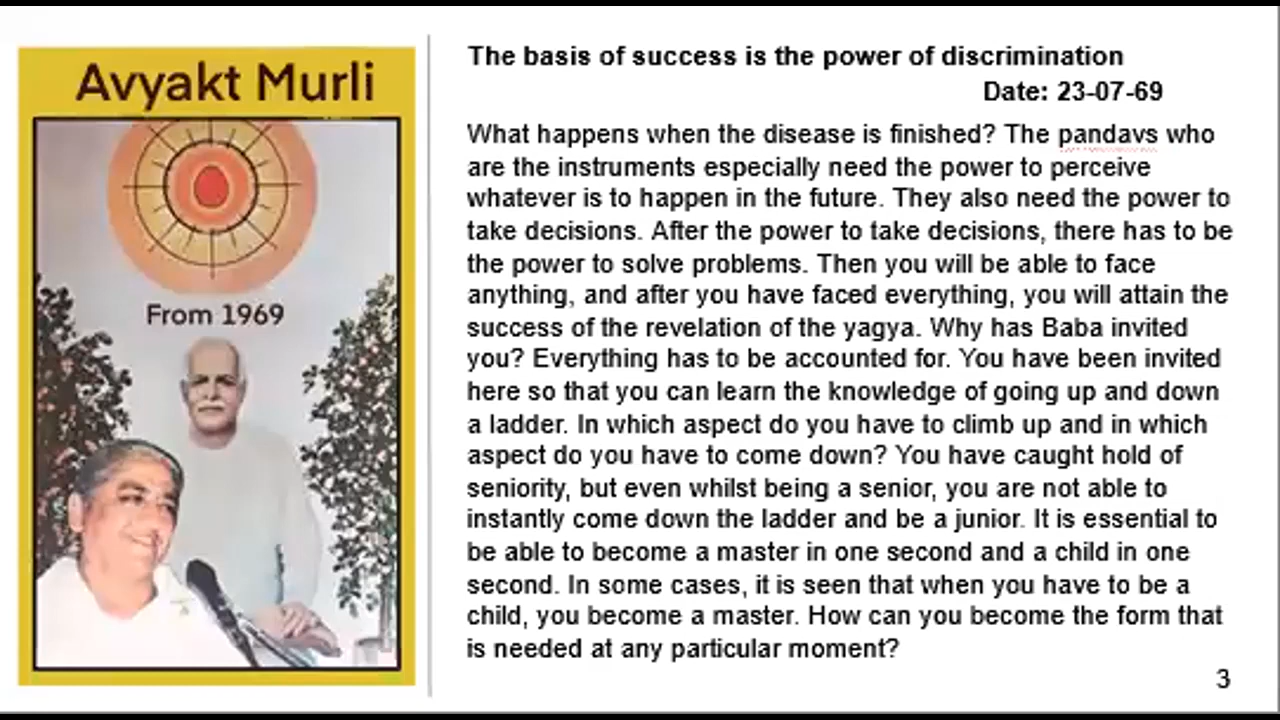 Avyakt Murli
From 1969
The basis of success is the power of discrimination
Date: 23-07-69
What happens when the disease is finished? The pandavs who
are the instruments especially need the power to perceive
whatever is to happen in the future. They also need the power to
take decisions. After the power to take decisions, there has to be
the power to solve problems. Then you will be able to face
anything, and after you have faced everything, you will attain the
success of the revelation of the yagya. Why has Baba invited
you? Everything has to be accounted for. You have been invited
here so that you can learn the knowledge of going up and down
a ladder. In which aspect do you have to climb up and in which
aspect do you have to come down? You have caught hold of
seniority, but even whilst being a senior, you are not able to
instantly come down the ladder and be a junior. It is essential to
be able to become a master in one second and a child in one
second. In some cases, it is seen that when you have to be a
child, you become a master. How can you become the form that
is needed at any particular moment?
3